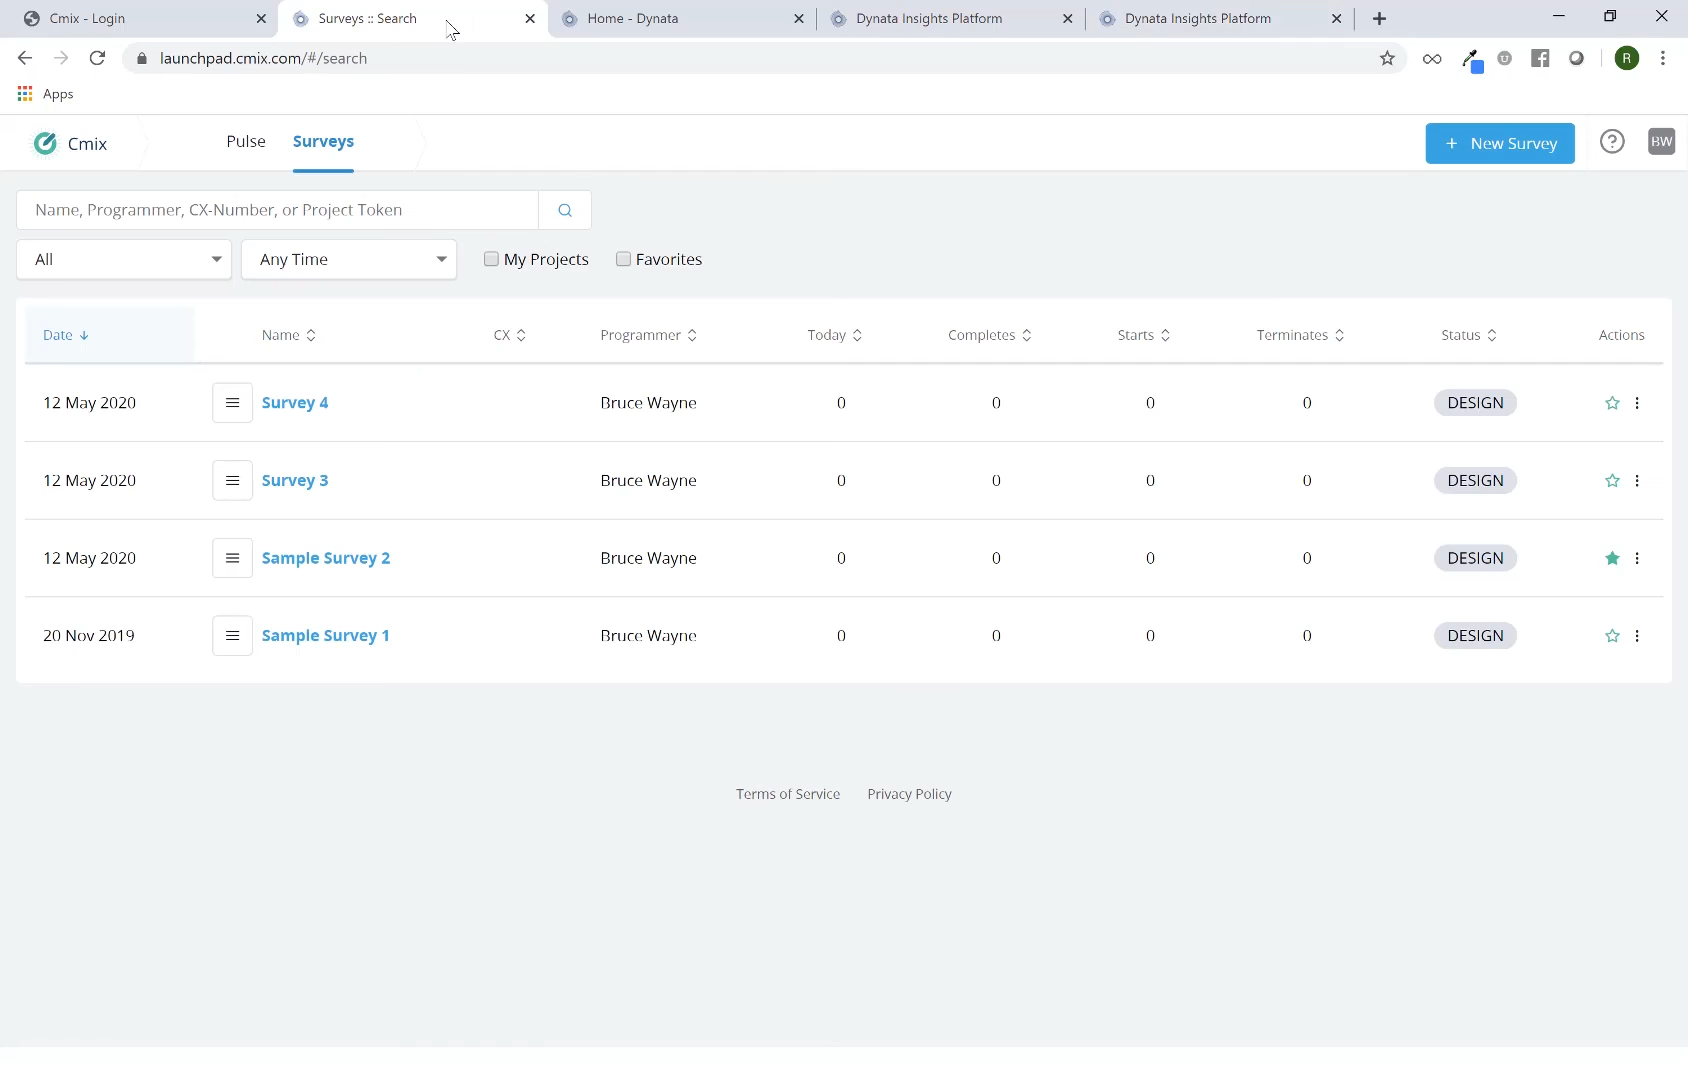 Cmix - Login
Surveys :: Search
Home - Dynata
Dynata Insights Platform
Dynata Insights Platform
launchpad.cmix.com/#/search
R
Apps
Cmix
Pulse
Surveys
+ New Survey
?
BW
Name, Programmer, CX-Number, or Project Token
All
Any Time
My Projects
Favorites
Date Name CX Programmer Today Completes Starts Terminates Status Actions
12 May 2020 Survey 4 Bruce Wayne 0 0 0 0 DESIGN
12 May 2020 Survey 3 Bruce Wayne 0 0 0 0 DESIGN
12 May 2020 Sample Survey 2 Bruce Wayne 0 0 0 0 DESIGN
20 Nov 2019 Sample Survey 1 Bruce Wayne 0 0 0 0 DESIGN
Terms of Service Privacy Policy